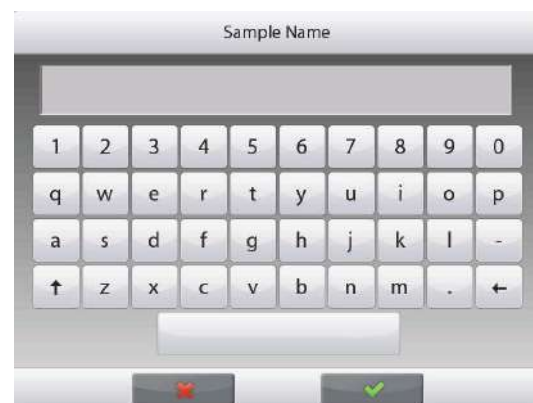 Sample Name
1 2 3 4 5 6 7 8 9 0
q w e r t y u i o p
a s d f g h j k l -
↑ z x c v b n m . ←